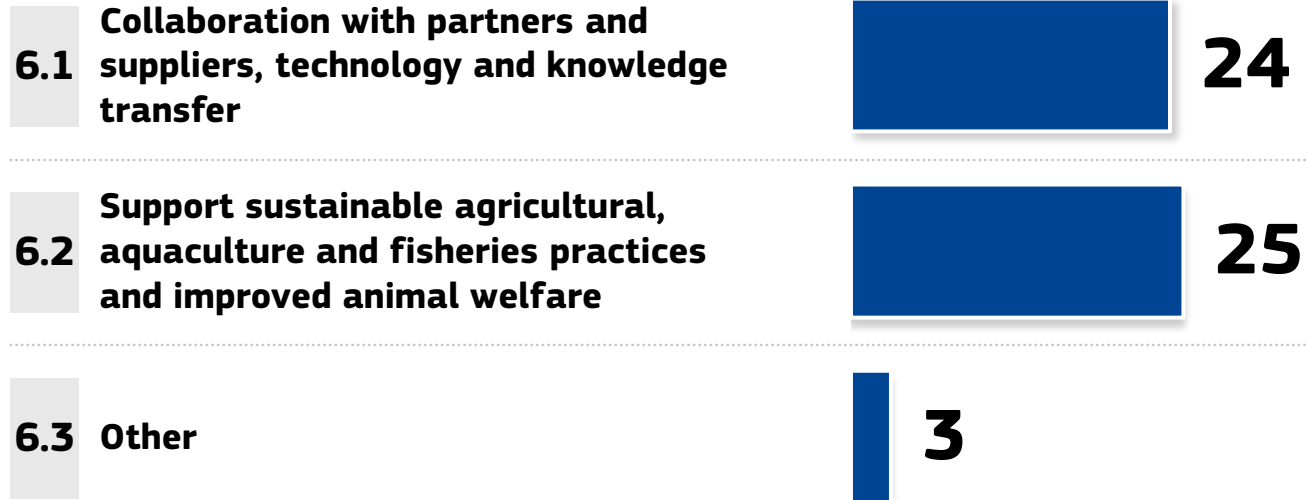 6.1
Collaboration with partners and
suppliers, technology and knowledge
transfer
24
6.2
Support sustainable agricultural,
aquaculture and fisheries practices
and improved animal welfare
25
6.3
Other
3